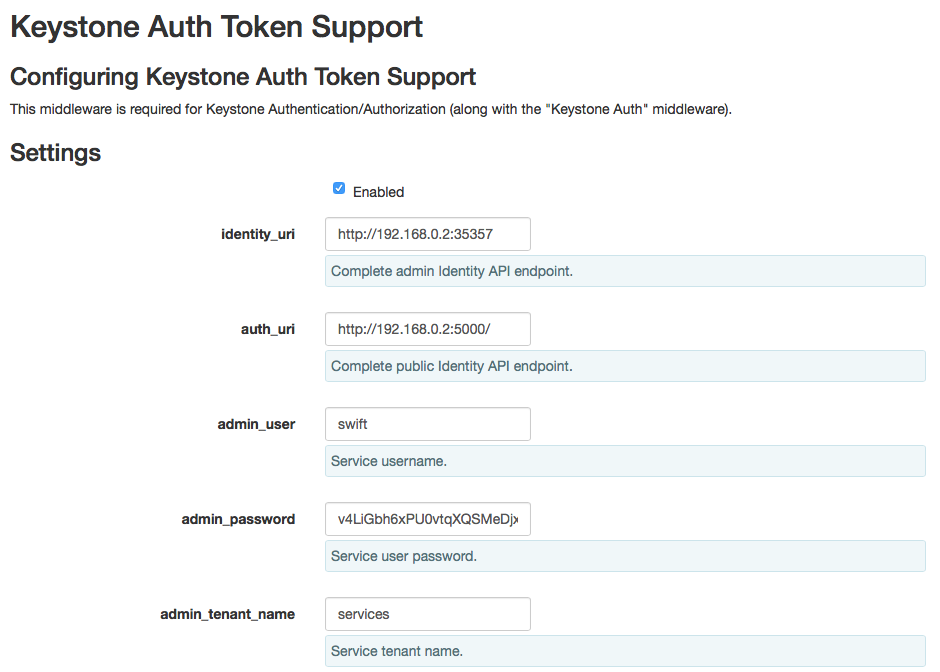 Keystone Auth Token Support
Configuring Keystone Auth Token Support
This middleware is required for Keystone Authentication/Authorization (along with the "Keystone Auth" middleware).
Settings
Enabled
identity_uri http://192.168.0.2:35357
Complete admin Identity API endpoint.
auth_uri http://192.168.0.2:5000/
Complete public Identity API endpoint.
admin_user swift
Service username.
admin_password v4LiGbh6xPU0vtqXQSMeDjx
Service user password.
admin_tenant_name services
Service tenant name.